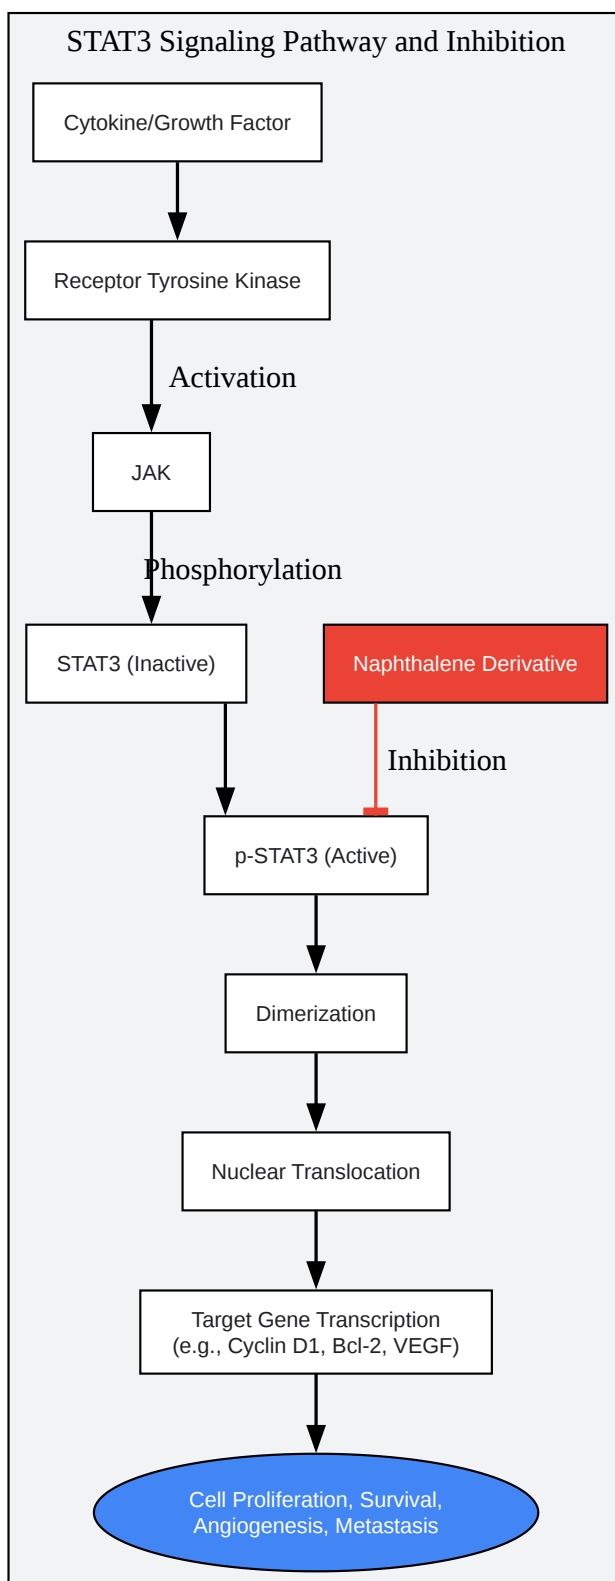 STAT3 Signaling Pathway and Inhibition
Cytokine/Growth Factor
Receptor Tyrosine Kinase
Activation
JAK
Phosphorylation
STAT3 (Inactive)
Naphthalene Derivative
Inhibition
p-STAT3 (Active)
Dimerization
Nuclear Translocation
Target Gene Transcription
(e.g., Cyclin D1, Bcl-2, VEGF)
Cell Proliferation, Survival,
Angiogenesis, Metastasis